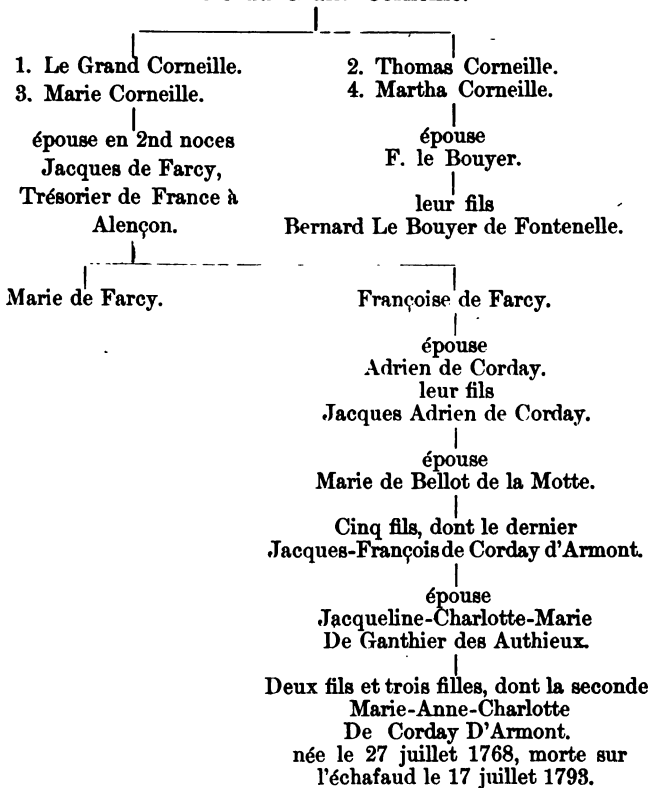 Corneille.
1. Le Grand Corneille.
3. Marie Corneille.
épouse en 2nd noces
Jacques de Farcy,
Trésorier de France à
Alençon.
2. Thomas Corneille.
4. Martha Corneille.
épouse
F. le Bouyer.
leur fils
Bernard Le Bouyer de Fontenelle.
Marie de Farcy.
Françoise de Farcy.
épouse
Adrien de Corday.
leur fils
Jacques Adrien de Corday.
épouse
Marie de Bellot de la Motte.
Cinq fils, dont le dernier
Jacques-François de Corday d'Armont.
épouse
Jacqueline-Charlotte-Marie
De Ganthier des Authieux.
Deux fils et trois filles, dont la seconde
Marie-Anne-Charlotte
De Corday D'Armont.
née le 27 juillet 1768, morte sur
l'échafaud le 17 juillet 1793.